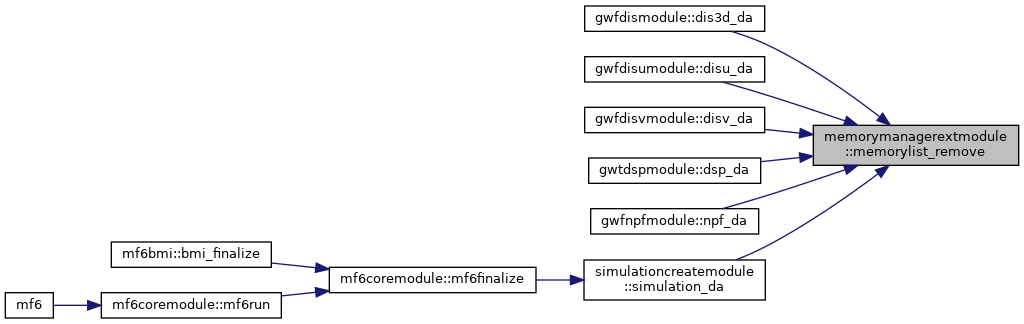 gwfdismodule::dis3d_da
gwfdisumodule::disu_da
gwfdisvmodule::disv_da
memorymanagerextmodule
::memorylist_remove
gwtdspmodule::dsp_da
gwfnpfmodule::npf_da
mf6bmi::bmi_finalize
simulationcreatemodule
::simulation_da
mf6coremodule::mf6finalize
mf6
mf6coremodule::mf6run